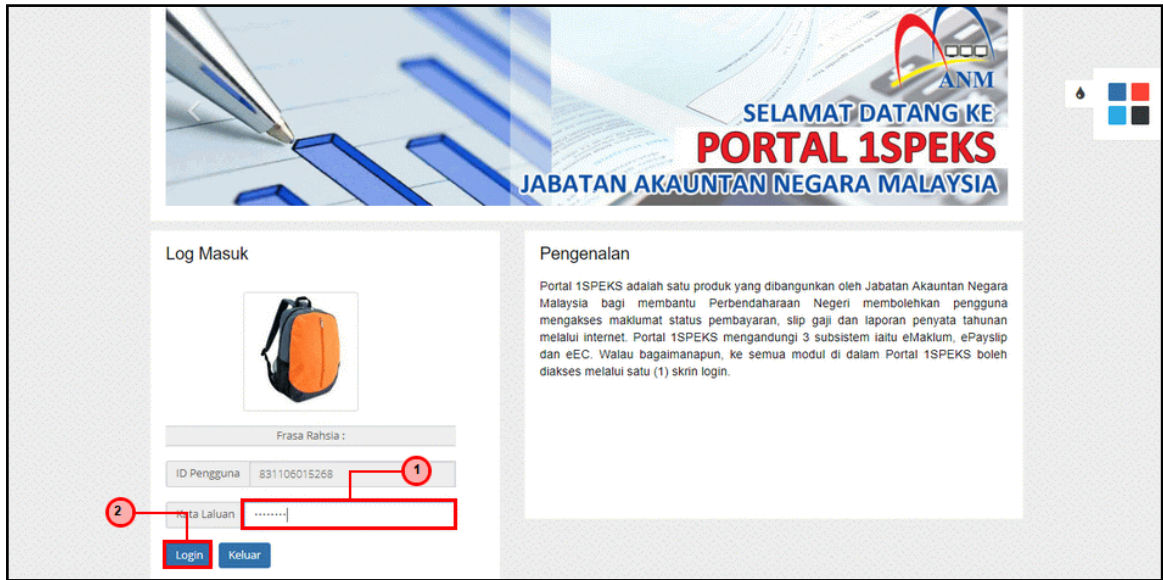 ANM
SELAMAT DATANG KE
PORTAL 1SPEKS
JABATAN AKAUNTAN NEGARA MALAYSIA
Log Masuk
Frasa Rahsia :
ID Pengguna 831106015268
1
2
Kata Laluan ········
Login Keluar
Pengenalan
Portal 1SPEKS adalah satu produk yang dibangunkan oleh Jabatan Akauntan Negara
Malaysia bagi membantu Perbendaharaan Negeri membolehkan pengguna
mengakses maklumat status pembayaran, slip gaji dan laporan penyata tahunan
melalui internet. Portal 1SPEKS mengandungi 3 subsistem iaitu eMaklum, ePayslip
dan eEC. Walau bagaimanapun, ke semua modul di dalam Portal 1SPEKS boleh
diakses melalui satu (1) skrin login.